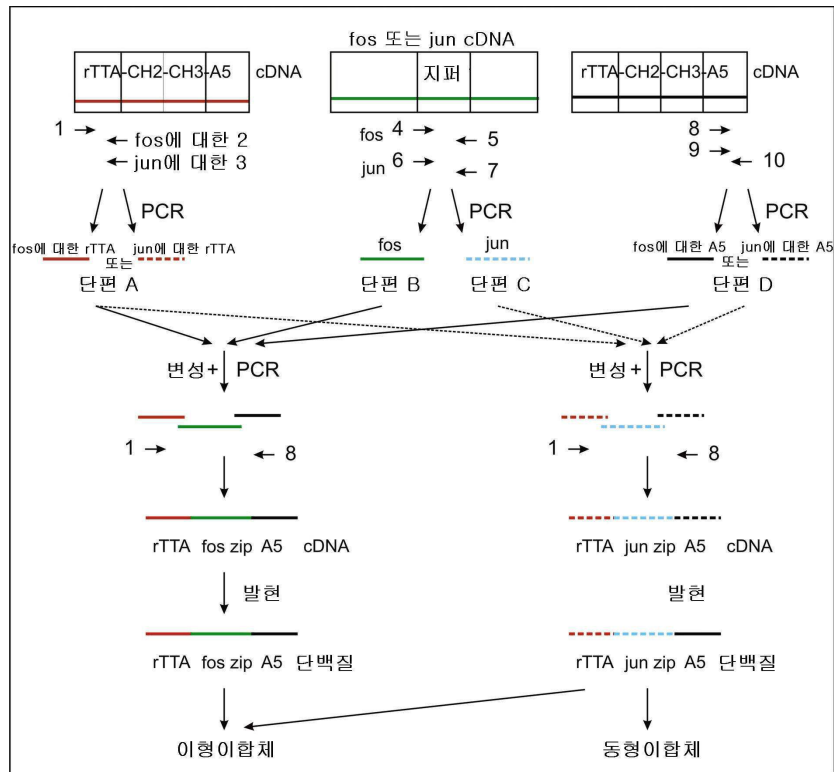 fos 또는 jun cDNA
rTTA-CH2-CH3-A5 cDNA
지퍼
rTTA-CH2-CH3-A5 cDNA
1
fos에 대한 2
jun에 대한 3
fos 4
5
jun 6
7
8
9
10
PCR
PCR
PCR
fos에 대한 rTTA 또는 jun에 대한 rTTA
fos
jun
fos에 대한 A5 또는 jun에 대한 A5
단편 A
단편 B
단편 C
단편 D
변성+ PCR
변성+ PCR
1
8
1
8
rTTA fos zip A5 cDNA
rTTA jun zip A5 cDNA
발현
발현
rTTA fos zip A5 단백질
rTTA jun zip A5 단백질
이형이합체
동형이합체